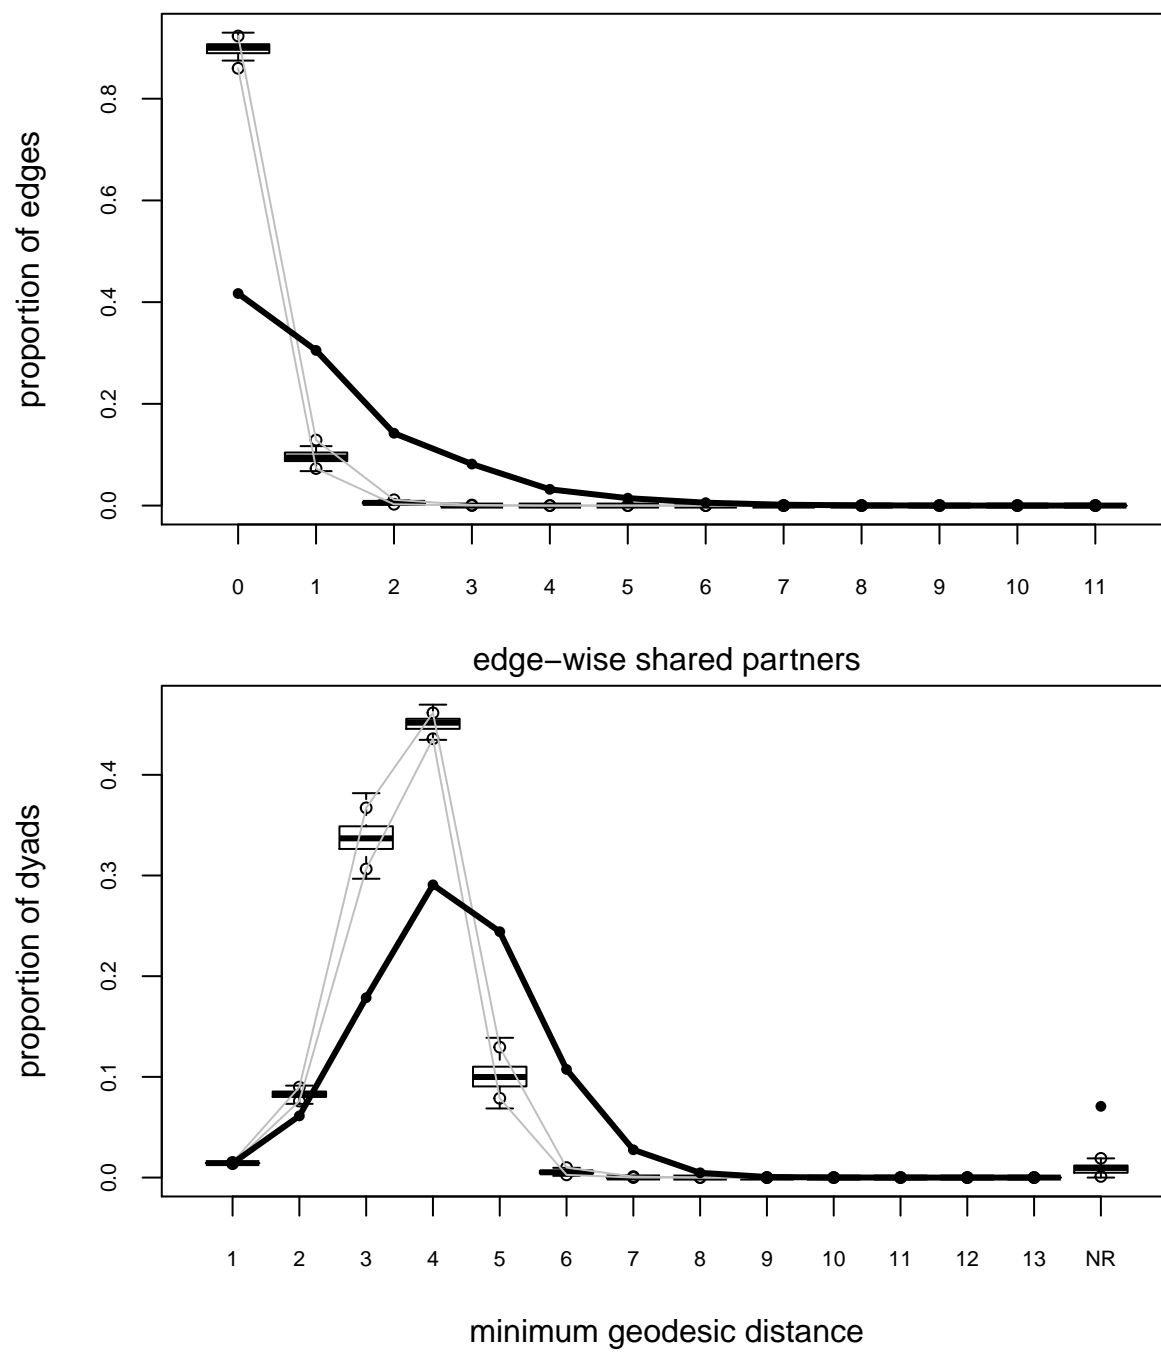 proportion of edges
0.8
0.6
0.4
0.2
0.0
0 1 2 3 4 5 6 7 8 9 10 11
edge−wise shared partners
proportion of dyads
0.4
0.3
0.2
0.1
0.0
1 2 3 4 5 6 7 8 9 10 11 12 13 NR
minimum geodesic distance